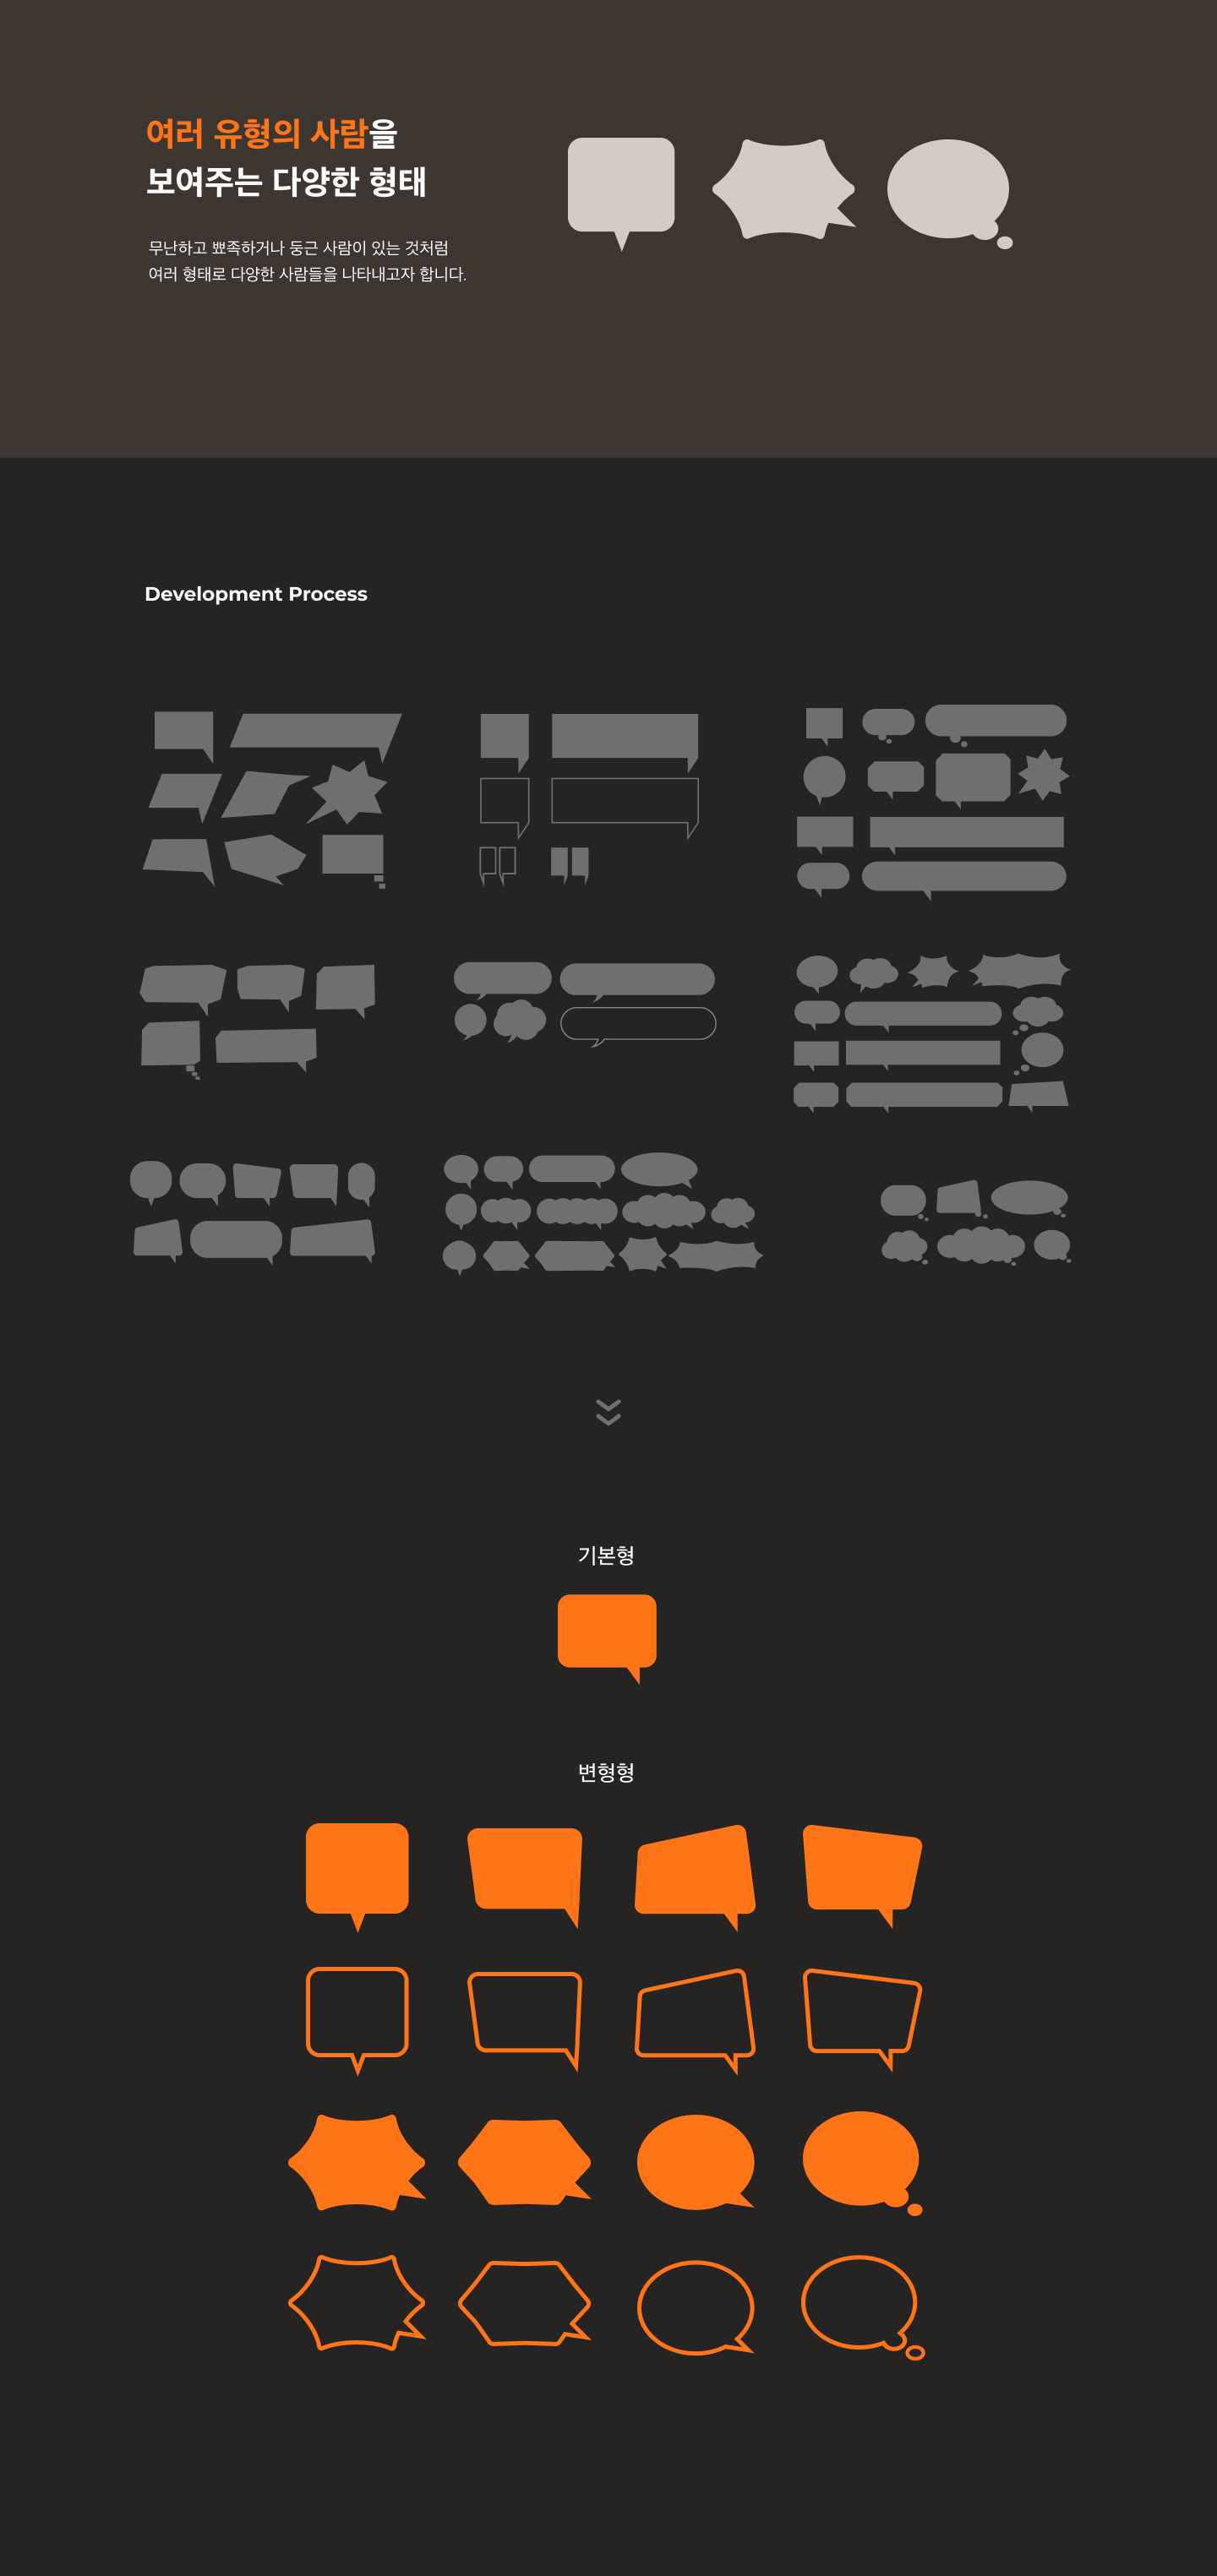 여러 유형의 사람을
보여주는 다양한 형태
무난하고 뾰족하거나 둥근 사람이 있는 것처럼
여러 형태로 다양한 사람들을 나타내고자 합니다.
Development Process
기본형
변형형